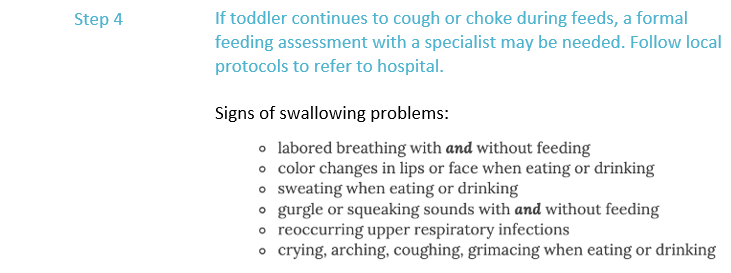 Step 4
If toddler continues to cough or choke during feeds, a formal
feeding assessment with a specialist may be needed. Follow local
protocols to refer to hospital.
Signs of swallowing problems:
labored breathing with and without feeding
color changes in lips or face when eating or drinking
sweating when eating or drinking
gurgle or squeaking sounds with and without feeding
reoccurring upper respiratory infections
crying, arching, coughing, grimacing when eating or drinking